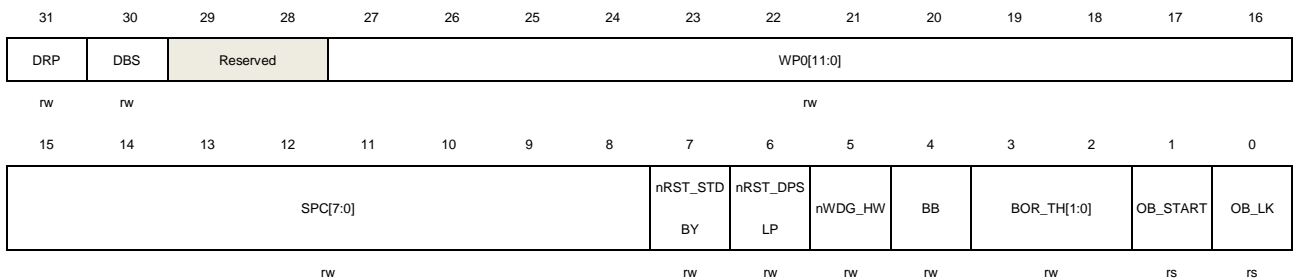 31 30 29 28 27 26 25 24 23 22 21 20 19 18 17 16
DRP DBS Reserved WP0[11:0]
rw rw rw
15 14 13 12 11 10 9 8 7 6 5 4 3 2 1 0
SPC[7:0] nRST_STD BY nRST_DPS LP nWDG_HW BB BOR_TH[1:0] OB_START OB_LK
rw rw rw rw rw rw rs rs